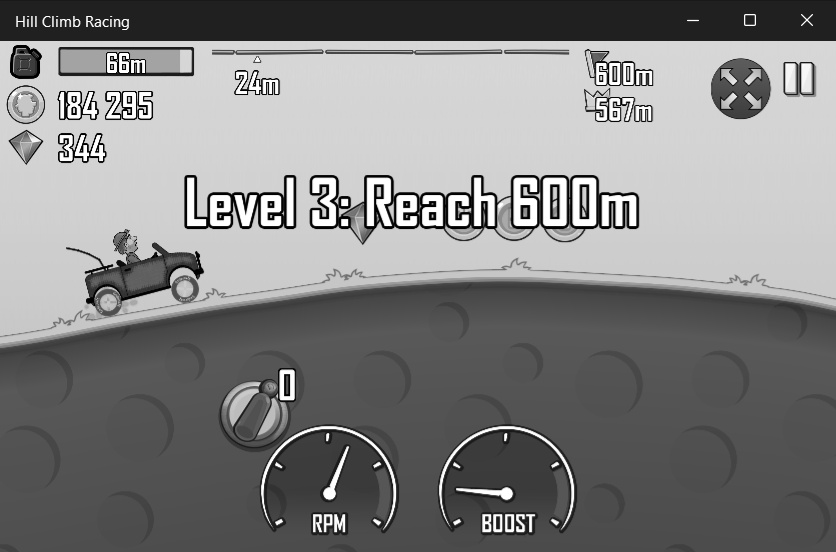 Hill Climb Racing
66m
24m
600m
184 295
567m
344
Level 3: Reach 600m
0
RPM
BOOST